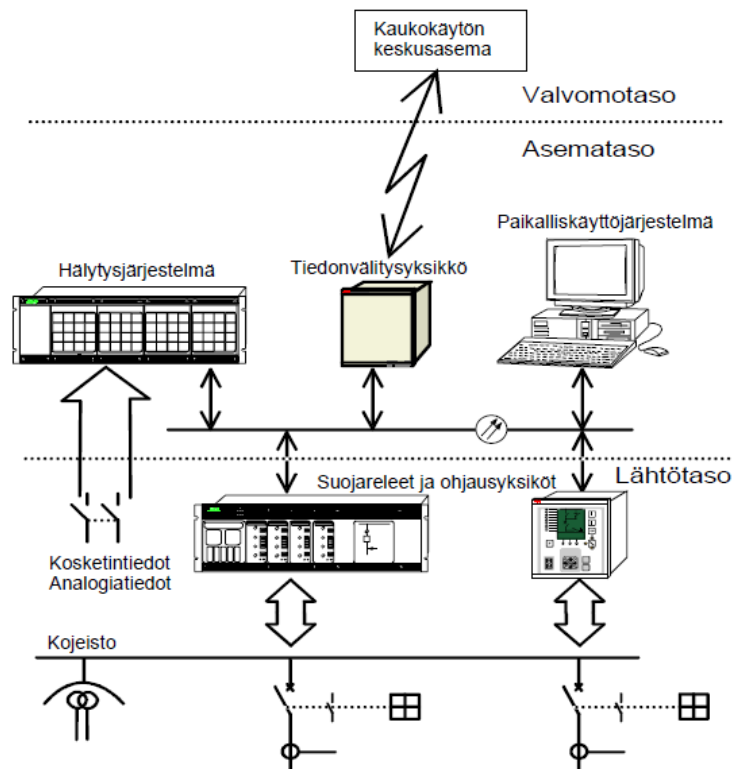 Kaukokäytön
keskusasema
Valvomotaso
Asemataso
Paikalliskäyttöjärjestelmä
Hälytysjärjestelmä
Tiedonvälitysyksikkö
Suojareleet ja ohjausyksiköt
Lähtötaso
Kosketintiedot
Analogiatiedot
Kojeisto